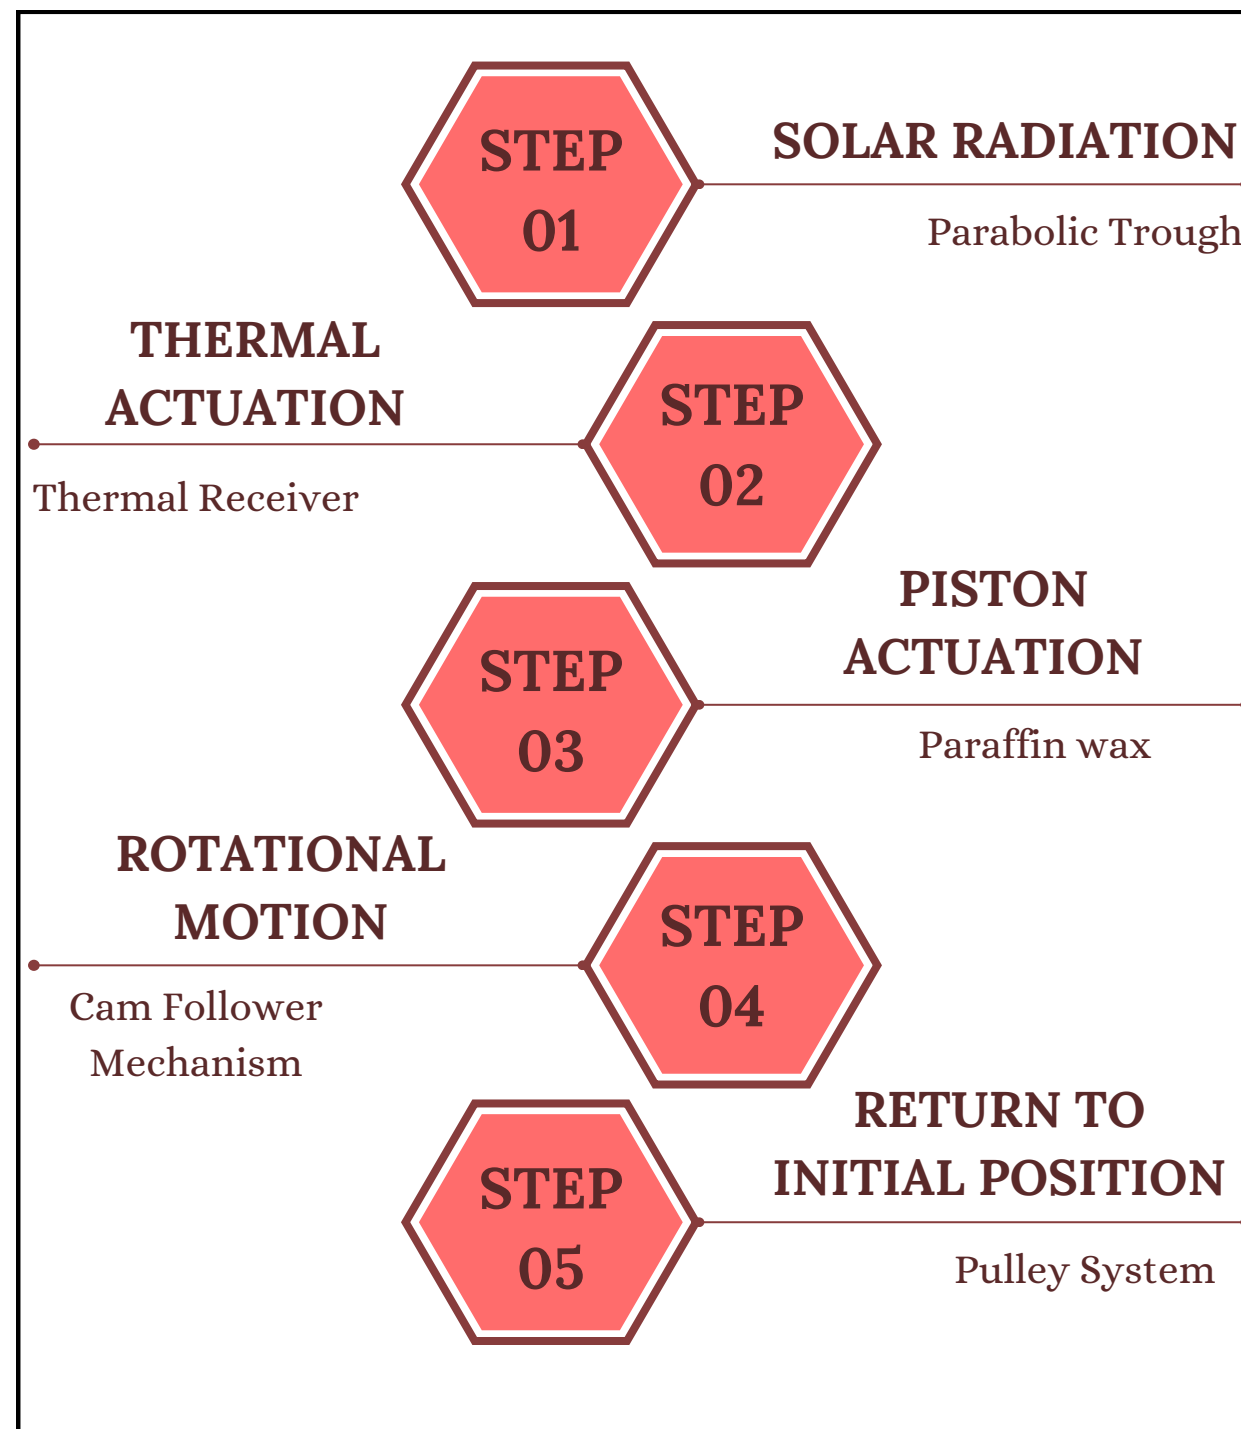 STEP
01
SOLAR RADIATION
Parabolic Trough
THERMAL
ACTUATION
Thermal Receiver
STEP
02
STEP
03
PISTON
ACTUATION
Paraffin wax
ROTATIONAL
MOTION
Cam Follower
Mechanism
STEP
04
STEP
05
RETURN TO
INITIAL POSITION
Pulley System